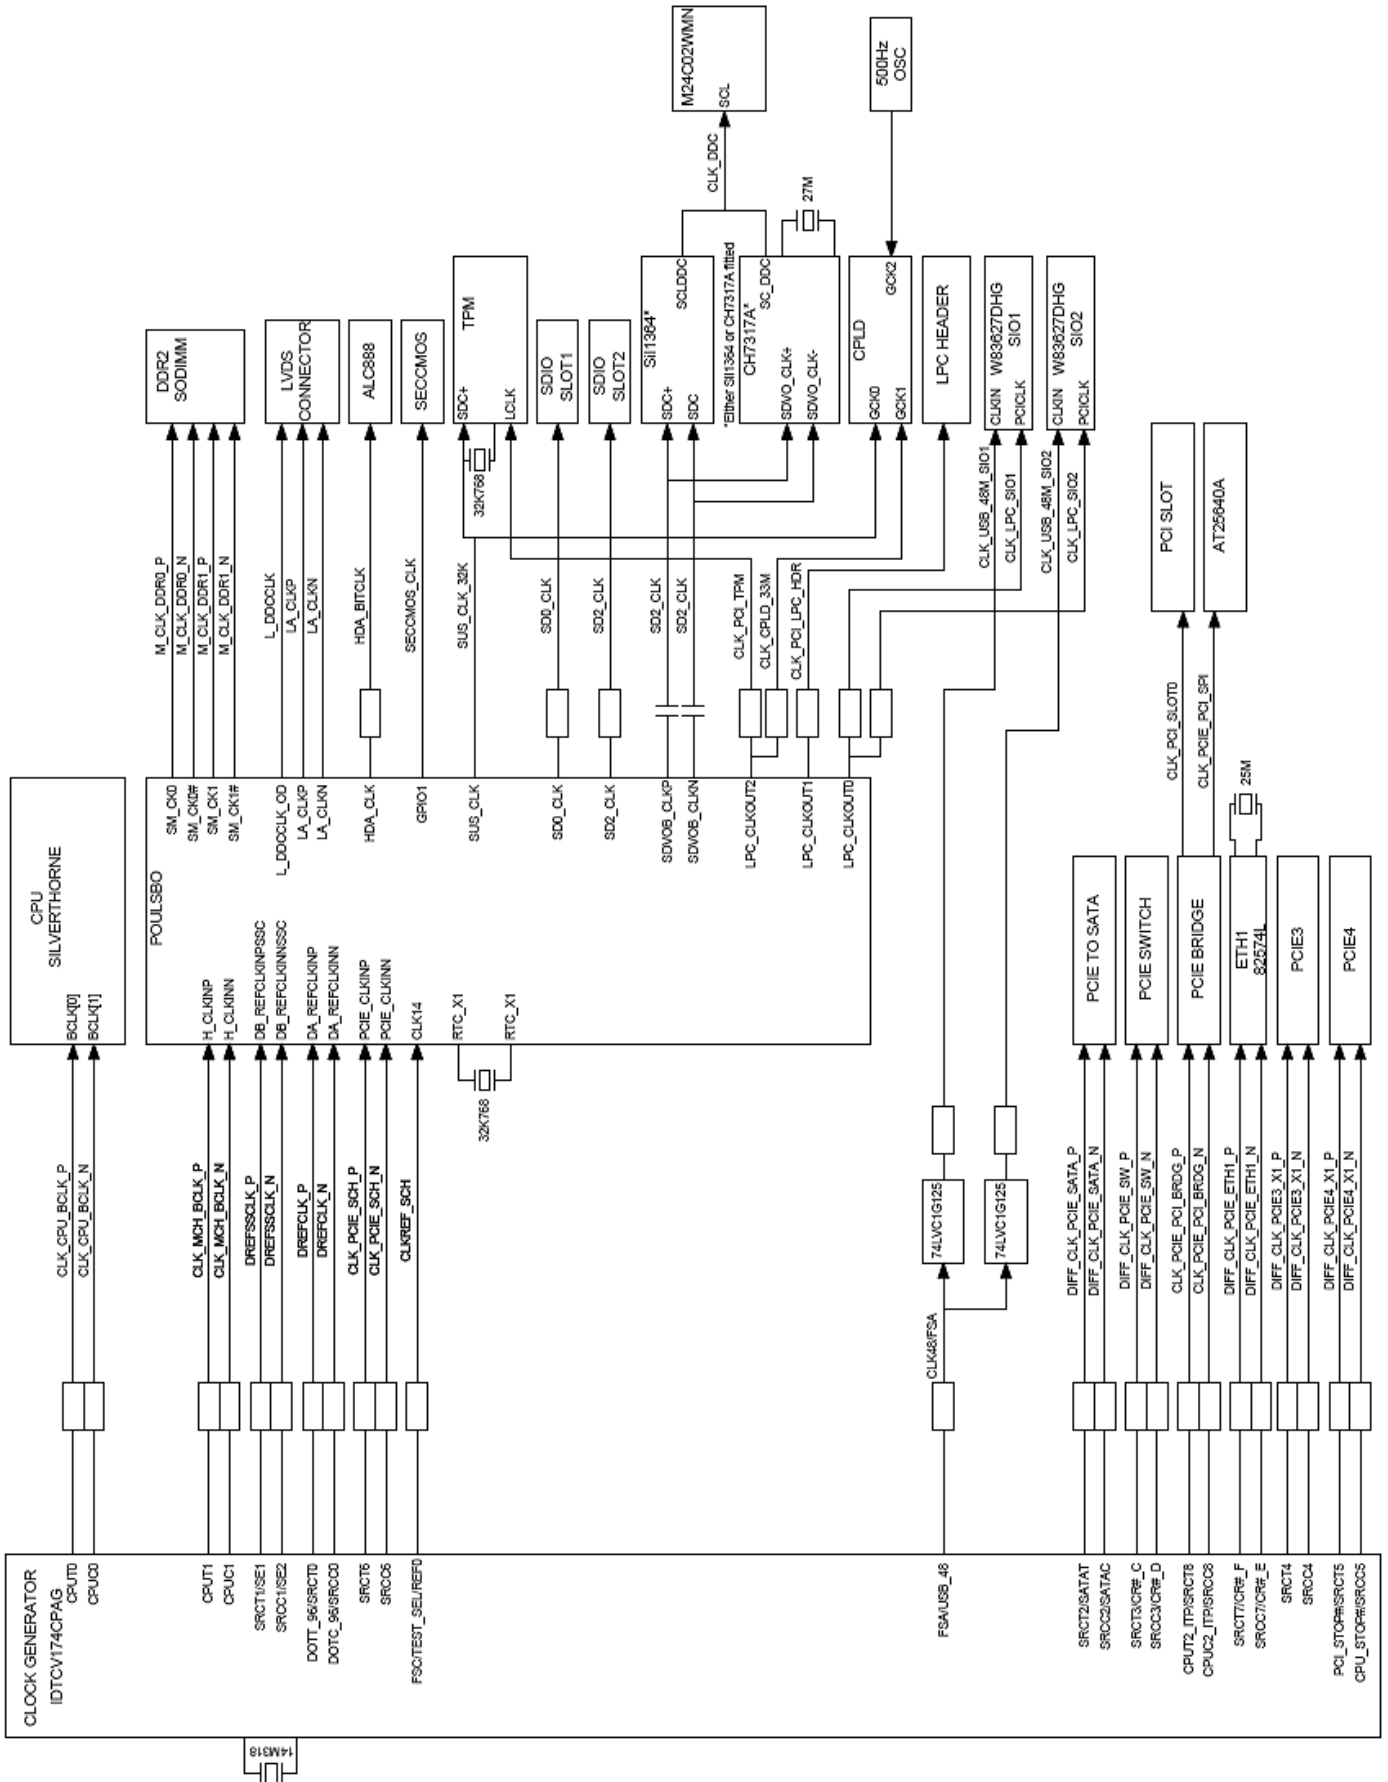 CLOCK GENERATOR
IDTCV174CPAG
14M318
CPUT0
CPUC0
CPUT1
CPUC1
SRCT1/SE1
SRCC1/SE2
DOTT_96/SRCT0
DOTC_96/SRCC0
SRCT6
SRCC6
FSC/TEST_SEL/REF0
FSA/USB_48
SRCT2/SATAT
SRCC2/SATAC
SRCT3/CR#_C
SRCC3/CR#_D
CPUT2_ITP/SRCT8
CPUC2_ITP/SRCC8
SRCT7/CR#_F
SRCC7/CR#_E
SRCT4
SRCC4
PCI_STOP#/SRCT5
CPU_STOP#/SRCC5
CLK_CPU_BCLK_P
CLK_CPU_BCLK_N
CLK_MCH_BCLK_P
CLK_MCH_BCLK_N
DREFSSCLK_P
DREFSSCLK_N
DREFCLK_P
DREFCLK_N
CLK_PCIE_SCH_P
CLK_PCIE_SCH_N
CLKREF_SCH
CLK48/FSA
74LVC1G125
74LVC1G125
DIFF_CLK_PCIE_SATA_P
DIFF_CLK_PCIE_SATA_N
DIFF_CLK_PCIE_SW_P
DIFF_CLK_PCIE_SW_N
CLK_PCIE_PCI_BRDG_P
CLK_PCIE_PCI_BRDG_N
DIFF_CLK_PCIE_ETH1_P
DIFF_CLK_PCIE_ETH1_N
DIFF_CLK_PCIE3_X1_P
DIFF_CLK_PCIE3_X1_N
DIFF_CLK_PCIE4_X1_P
DIFF_CLK_PCIE4_X1_N
CPU
SILVERTHORNE
BCLK[0]
BCLK[1]
POULSBO
H_CLKINP
H_CLKINN
DB_REFCLKINPSSC
DB_REFCLKINNSSC
DA_REFCLKINP
DA_REFCLKINN
PCIE_CLKINP
PCIE_CLKINN
CLK14
RTC_X1
RTC_X1
32K768
SM_CK0
SM_CK0#
SM_CK1
SM_CK1#
L_DDCCLK_OD
LA_CLKP
LA_CLKN
HDA_CLK
GPIO1
SUS_CLK
SD0_CLK
SD2_CLK
SDVOB_CLKP
SDVOB_CLKN
LPC_CLKOUT2
LPC_CLKOUT1
LPC_CLKOUT0
PCIE TO SATA
PCIE SWITCH
PCIE BRIDGE
ETH1
82574L
PCIE3
PCIE4
25M
CLK_PCI_SLOT0
CLK_PCIE_PCI_SPI
PCI SLOT
AT25640A
M_CLK_DDR0_P
M_CLK_DDR0_N
M_CLK_DDR1_P
M_CLK_DDR1_N
L_DDCCLK
LA_CLKP
LA_CLKN
HDA_BITCLK
SECCMOS_CLK
SUS_CLK_32K
SD0_CLK
SD2_CLK
SD2_CLK
SD2_CLK
CLK_PCI_TPM
CLK_CPLD_33M
CLK_PCI_LPC_HDR
CLK_USB_48M_SIO1
CLK_LPC_SIO1
CLK_USB_48M_SIO2
CLK_LPC_SIO2
DDR2
SODIMM
LVDS
CONNECTOR
ALC888
SECCMOS
TPM
SDC+
LCLK
32K768
SDIO
SLOT1
SDIO
SLOT2
SiI1364*
SDC+
SDC
SCLDDC
*Either SiI1364 or CH7317A fitted
CH7317A*
SDVO_CLK+
SDVO_CLK-
SC_DDC
27M
CPLD
GCK0
GCK1
GCK2
LPC HEADER
W83627DHG
SIO1
CLKIN
PCICLK
W83627DHG
SIO2
CLKIN
PCICLK
CLK_DDC
M24C02WMN
SCL
500Hz
OSC